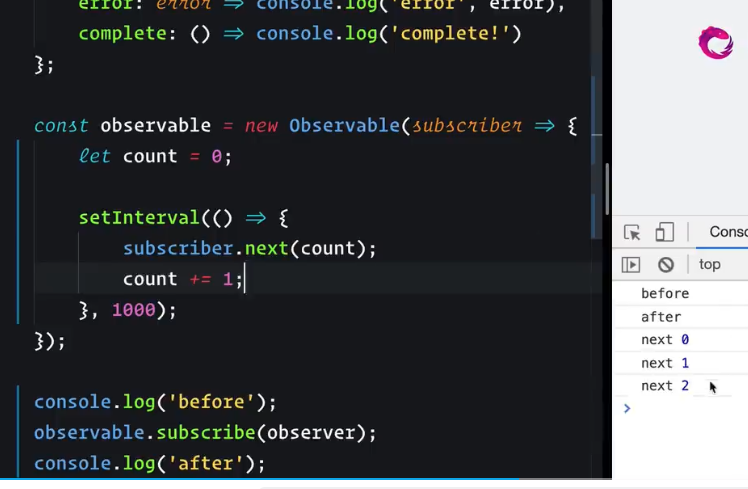 error: error => console.log('error', error),
complete: () => console.log('complete!')
};
const observable = new Observable(subscriber => {
let count = 0;
setInterval(() => {
subscriber.next(count);
count += 1;
}, 1000);
});
console.log('before');
observable.subscribe(observer);
console.log('after');
top
before
after
next 0
next 1
next 2
>